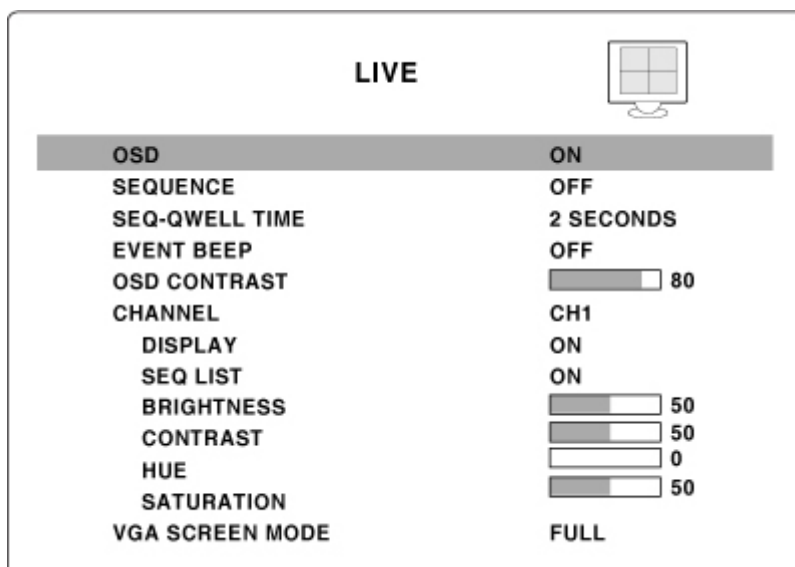 LIVE
OSD ON
SEQUENCE OFF
SEQ-QWELL TIME 2 SECONDS
EVENT BEEP OFF
OSD CONTRAST 80
CHANNEL CH1
DISPLAY ON
SEQ LIST ON
BRIGHTNESS 50
CONTRAST 50
HUE 0
SATURATION 50
VGA SCREEN MODE FULL